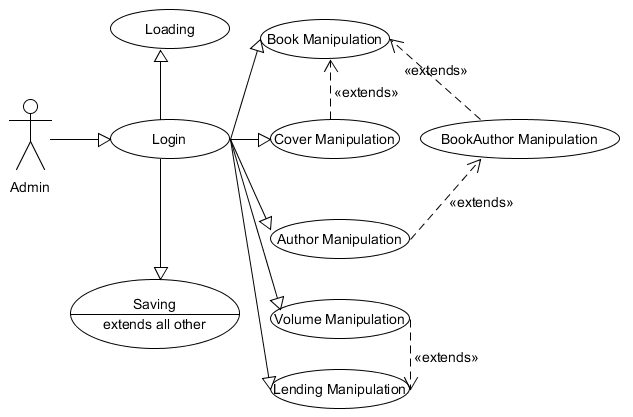 Loading
Book Manipulation
«extends»
«extends»
Login
Cover Manipulation
BookAuthor Manipulation
Admin
«extends»
Author Manipulation
Saving
extends all other
Volume Manipulation
«extends»
Lending Manipulation